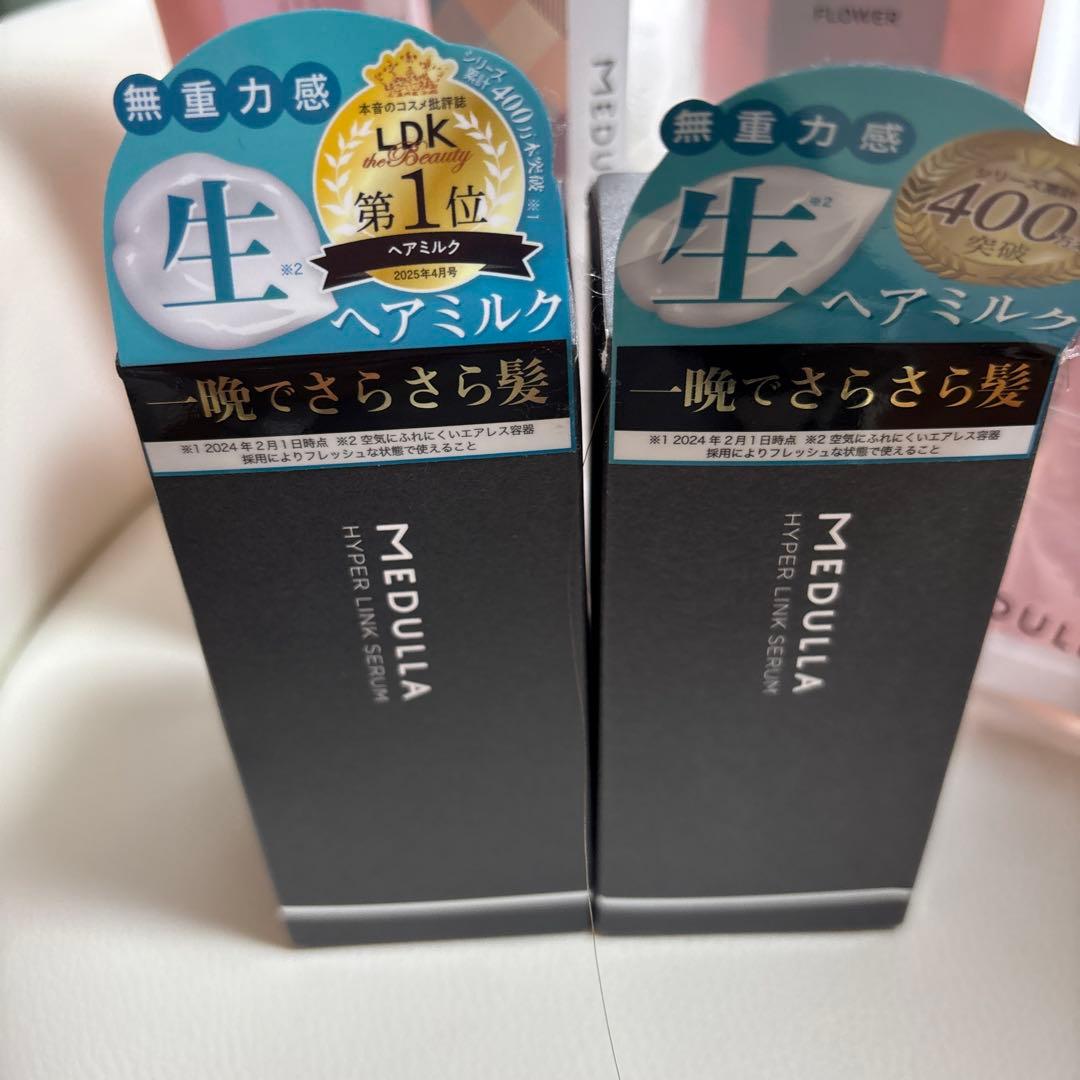 無重力感
シリーズ
累計400万本突破 ※1
本音のコスメ批評誌
LDK
the Beauty
第1位
ヘアミルク
2025年4月号
生※2
ヘアミルク
一晩でさらさら髪
※1 2024年2月1日時点 ※2 空気にふれにくいエアレス容器
採用によりフレッシュな状態で使えること
MEDULLA
HYPER LINK SERUM
無重力感
シリーズ累計
400万本
突破
生※2
ヘアミルク
一晩でさらさら髪
※1 2024年2月1日時点 ※2 空気にふれにくいエアレス容器
採用によりフレッシュな状態で使えること
MEDULLA
HYPER LINK SERUM
MEDU
FLOWER
DULL